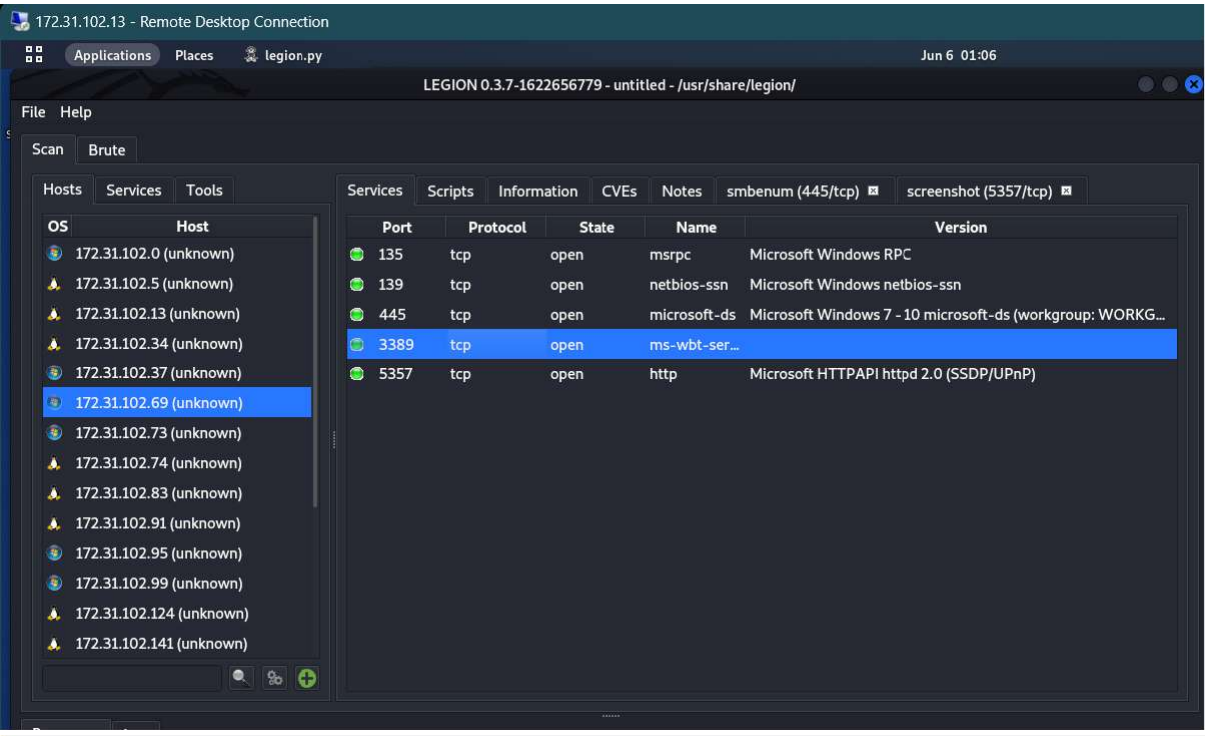 172.31.102.13 - Remote Desktop Connection
Applications Places legion.py Jun 6 01:06
LEGION 0.3.7-1622656779 - untitled - /usr/share/legion/
File Help
Scan Brute
Hosts Services Tools
OS Host
172.31.102.0 (unknown)
172.31.102.5 (unknown)
172.31.102.13 (unknown)
172.31.102.34 (unknown)
172.31.102.37 (unknown)
172.31.102.69 (unknown)
172.31.102.73 (unknown)
172.31.102.74 (unknown)
172.31.102.83 (unknown)
172.31.102.91 (unknown)
172.31.102.95 (unknown)
172.31.102.99 (unknown)
172.31.102.124 (unknown)
172.31.102.141 (unknown)
Services Scripts Information CVEs Notes smbenum (445/tcp) screenshot (5357/tcp)
Port Protocol State Name Version
135 tcp open msrpc Microsoft Windows RPC
139 tcp open netbios-ssn Microsoft Windows netbios-ssn
445 tcp open microsoft-ds Microsoft Windows 7 - 10 microsoft-ds (workgroup: WORKG...
3389 tcp open ms-wbt-ser...
5357 tcp open http Microsoft HTTPAPI httpd 2.0 (SSDP/UPnP)